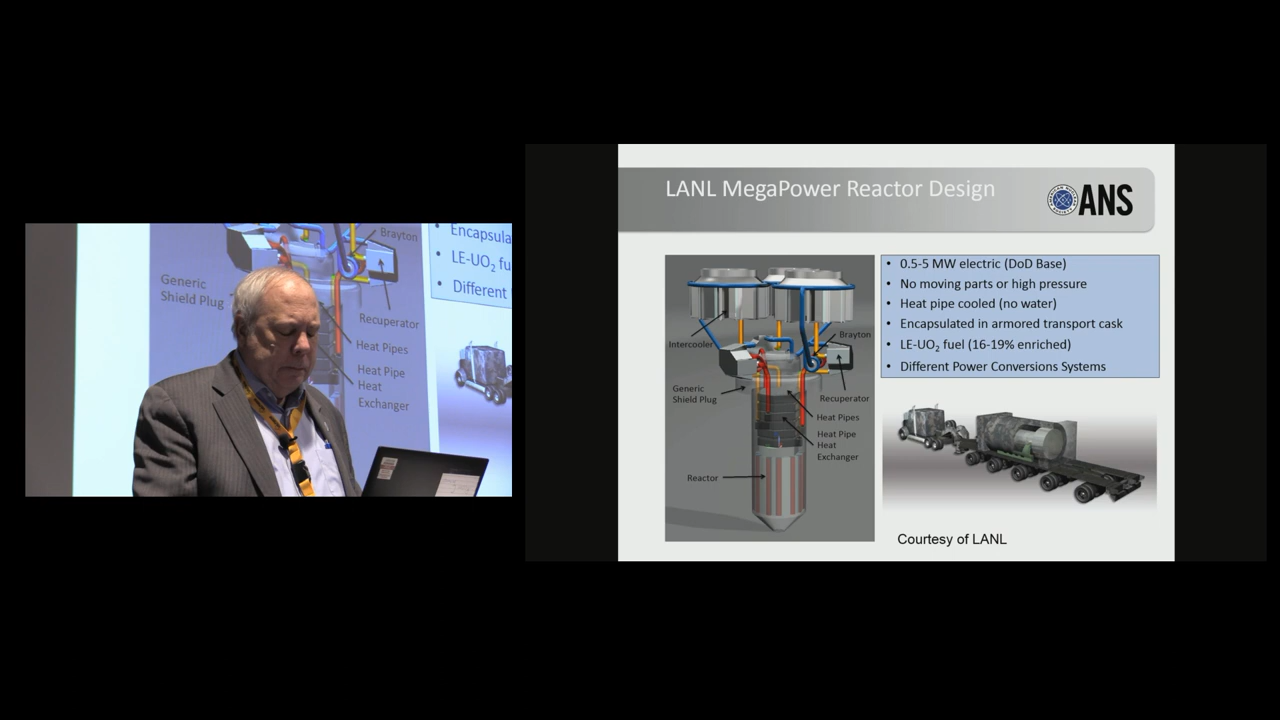 Brayton
Generic
Shield Plug
Recuperator
Heat Pipes
Heat Pipe
Heat
Exchanger
Encapsula
LE-UO₂ fu
Different
LANL MegaPower Reactor Design
ANS
Intercooler
Brayton
Generic
Shield Plug
Recuperator
Heat Pipes
Heat Pipe
Heat
Exchanger
Reactor
• 0.5-5 MW electric (DoD Base)
• No moving parts or high pressure
• Heat pipe cooled (no water)
• Encapsulated in armored transport cask
• LE-UO₂ fuel (16-19% enriched)
• Different Power Conversions Systems
Courtesy of LANL